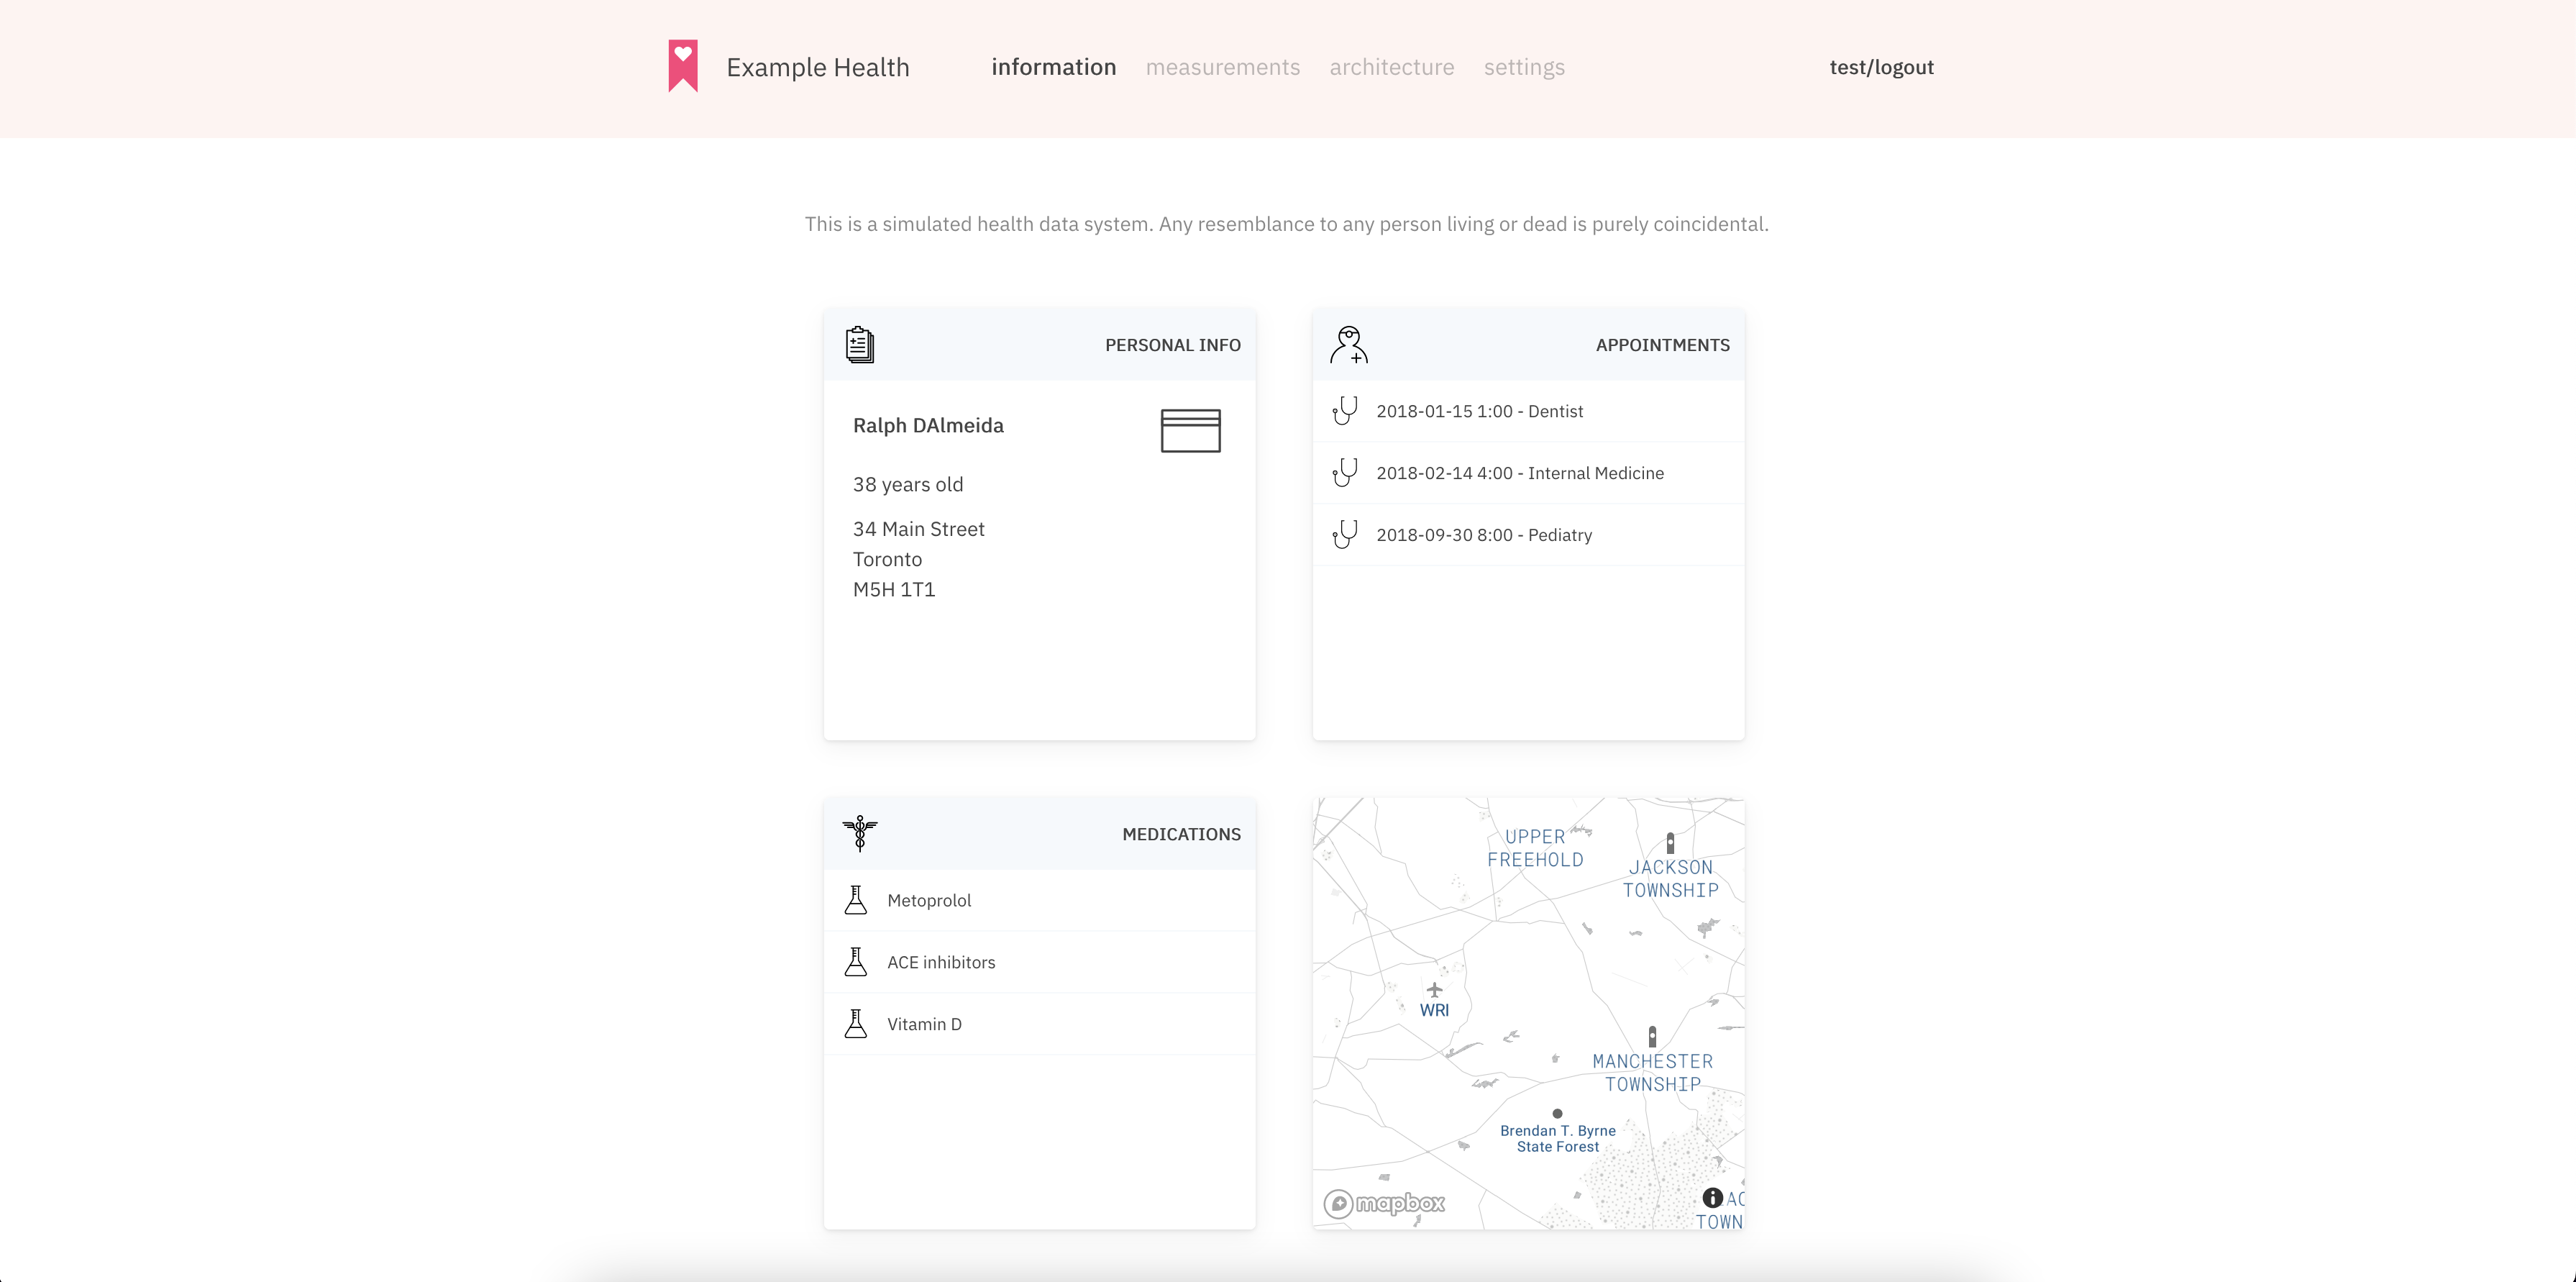 Example Health
information measurements architecture settings
test/logout
This is a simulated health data system. Any resemblance to any person living or dead is purely coincidental.
PERSONAL INFO
Ralph DAlmeida
38 years old
34 Main Street
Toronto
M5H 1T1
APPOINTMENTS
2018-01-15 1:00 - Dentist
2018-02-14 4:00 - Internal Medicine
2018-09-30 8:00 - Pediatry
MEDICATIONS
Metoprolol
ACE inhibitors
Vitamin D
UPPER
FREEHOLD
JACKSON
TOWNSHIP
WRI
MANCHESTER
TOWNSHIP
Brendan T. Byrne
State Forest
mapbox
AC
TOWN